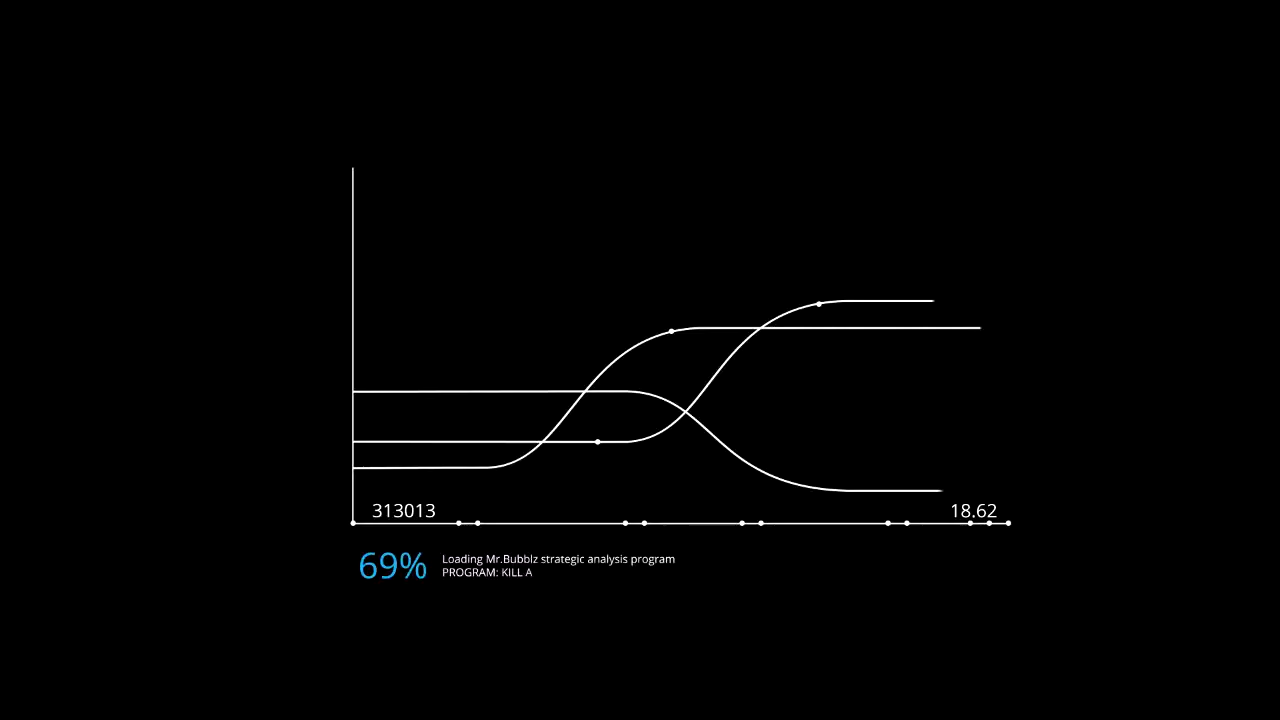 313013
18.62
69%
Loading Mr.Bubblz strategic analysis program
PROGRAM: KILL A